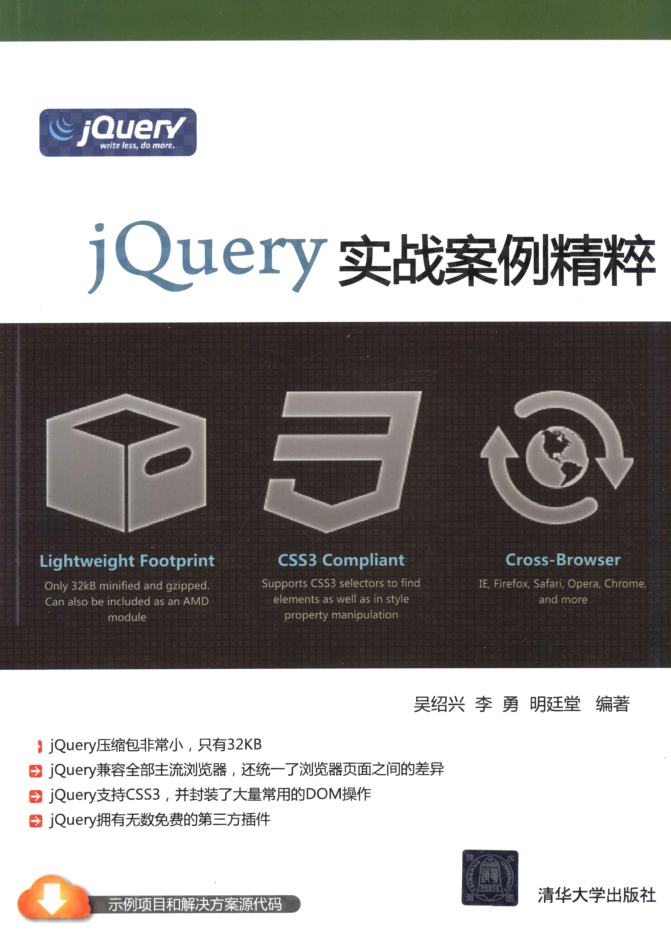 jQuery
write less, do more.
jQuery 实战案例精粹
Lightweight Footprint
Only 32kB minified and gzipped.
Can also be included as an AMD
module
CSS3 Compliant
Supports CSS3 selectors to find
elements as well as in style
property manipulation
Cross-Browser
IE, Firefox, Safari, Opera, Chrome,
and more
吴绍兴 李 勇 明廷堂 编著
jQuery压缩包非常小，只有32KB
jQuery兼容全部主流浏览器，还统一了浏览器页面之间的差异
jQuery支持CSS3，并封装了大量常用的DOM操作
jQuery拥有无数免费的第三方插件
示例项目和解决方案源代码
清华大学出版社